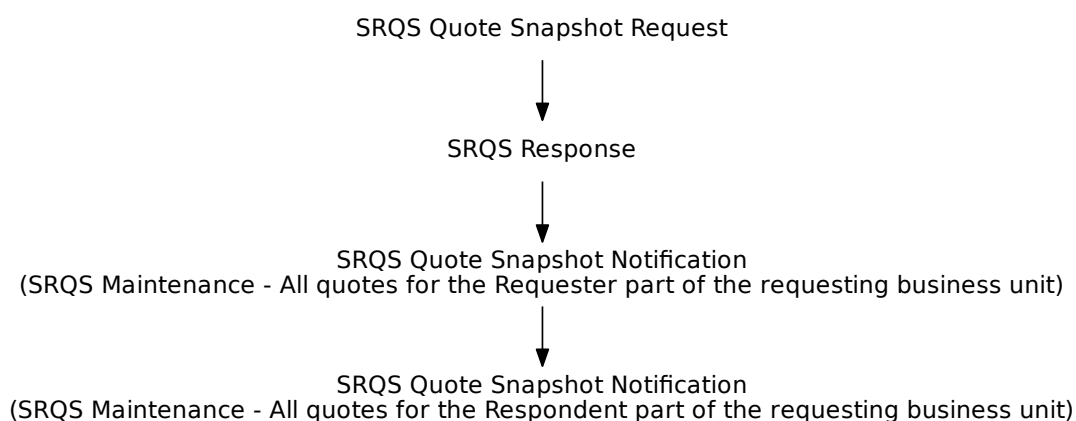 SRQS Quote Snapshot Request
SRQS Response
SRQS Quote Snapshot Notification
(SRQS Maintenance - All quotes for the Requester part of the requesting business unit)
SRQS Quote Snapshot Notification
(SRQS Maintenance - All quotes for the Respondent part of the requesting business unit)